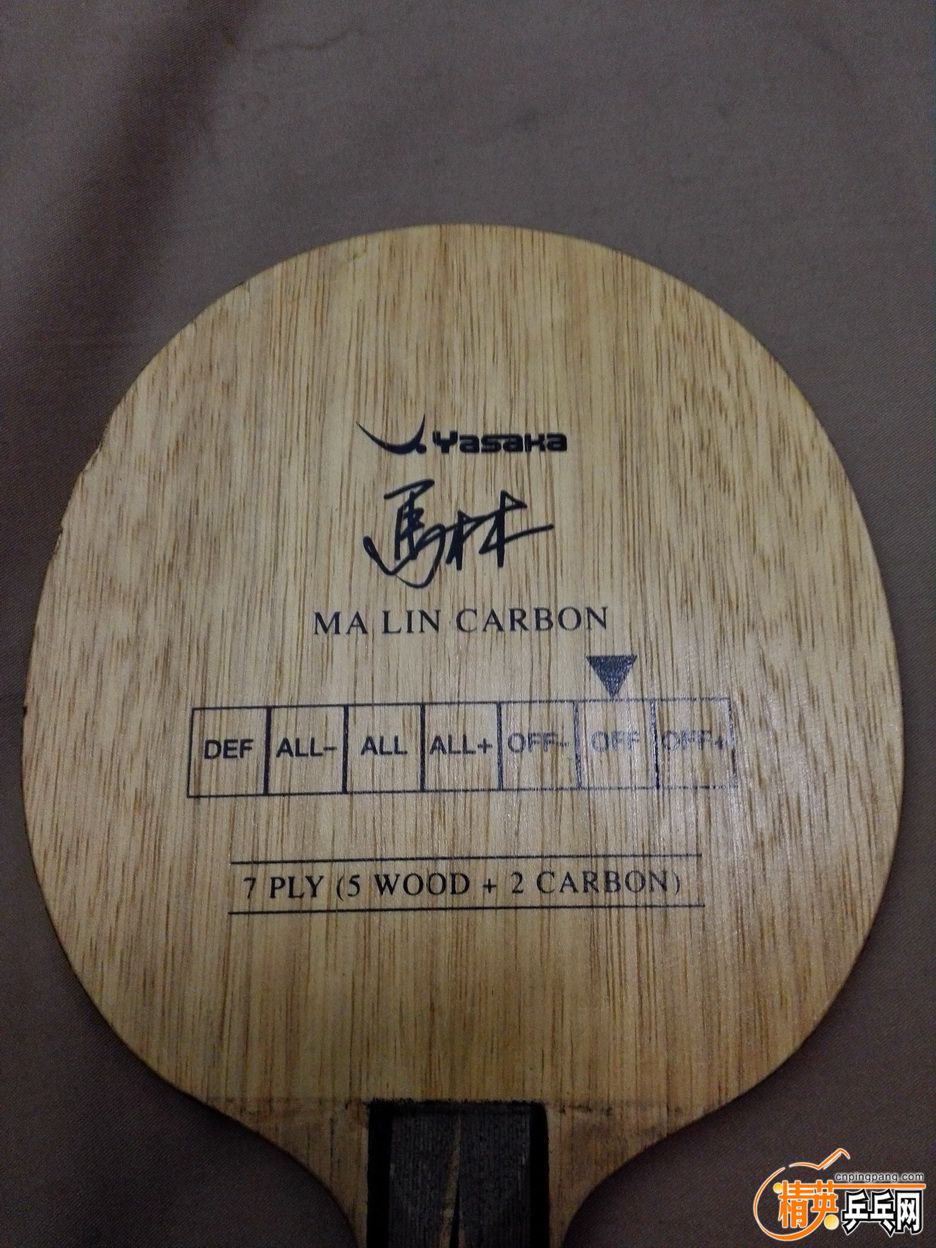 Yasaka
馬林
MA LIN CARBON
DEF ALL- ALL ALL+ OFF- OFF OFF+
7 PLY (5 WOOD + 2 CARBON)
cnpingpang.com
精英乒乓网